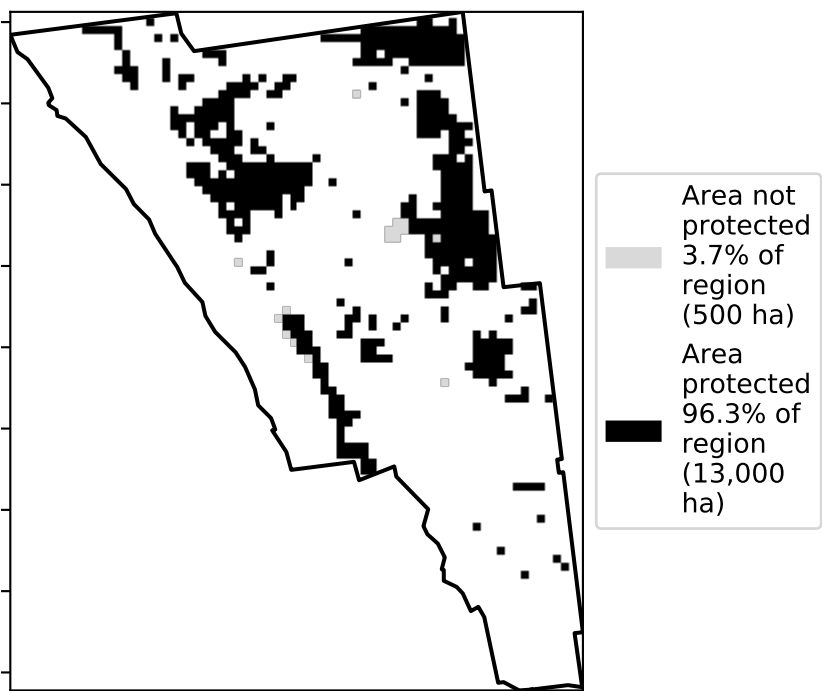 Area not
protected
3.7% of
region
(500 ha)
Area
protected
96.3% of
region
(13,000
ha)